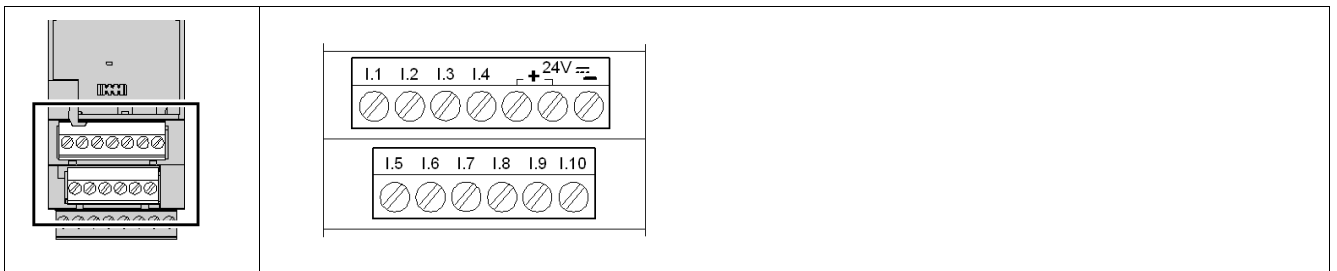 I.1 I.2 I.3 I.4 + 24V ⎓ −
I.5 I.6 I.7 I.8 I.9 I.10